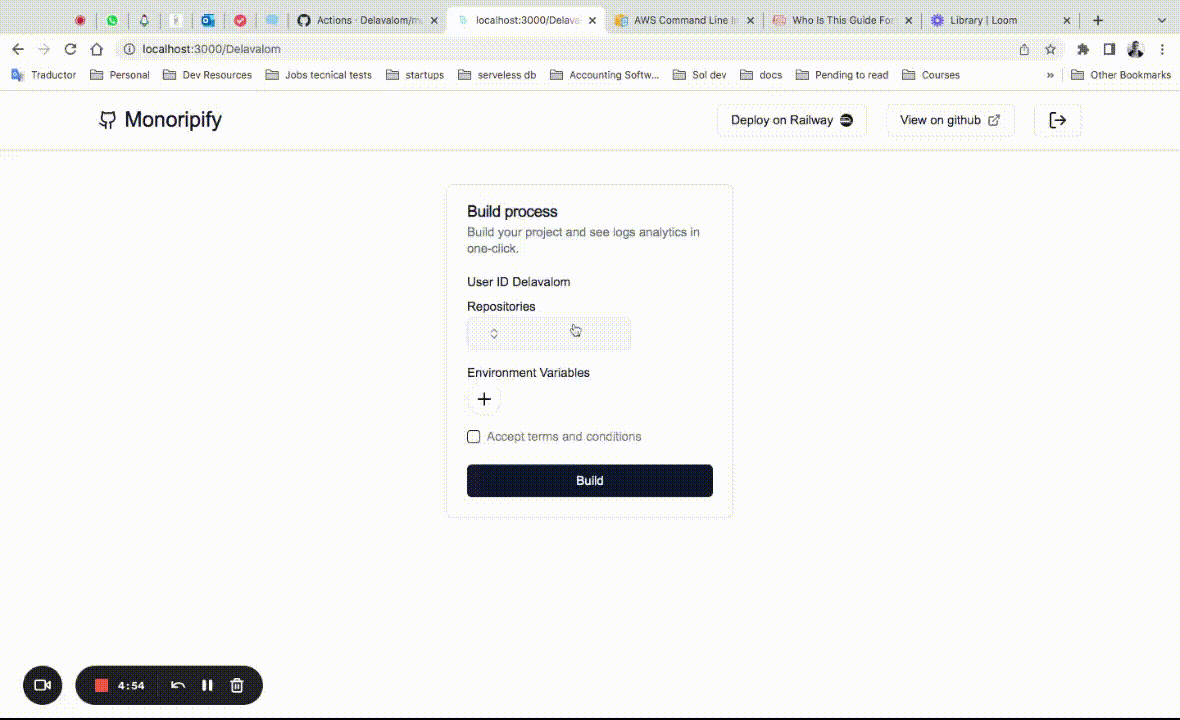 Actions · Delavalom/m
localhost:3000/Delava
AWS Command Line I
Who Is This Guide For
Library | Loom
localhost:3000/Delavalom
Traductor
Personal
Dev Resources
Jobs tecnical tests
startups
serveless db
Accounting Softw...
Sol dev
docs
Pending to read
Courses
»
Other Bookmarks
Monoripify
Deploy on Railway
View on github
Build process
Build your project and see logs analytics in
one-click.
User ID Delavalom
Repositories
Environment Variables
Accept terms and conditions
Build
4:54